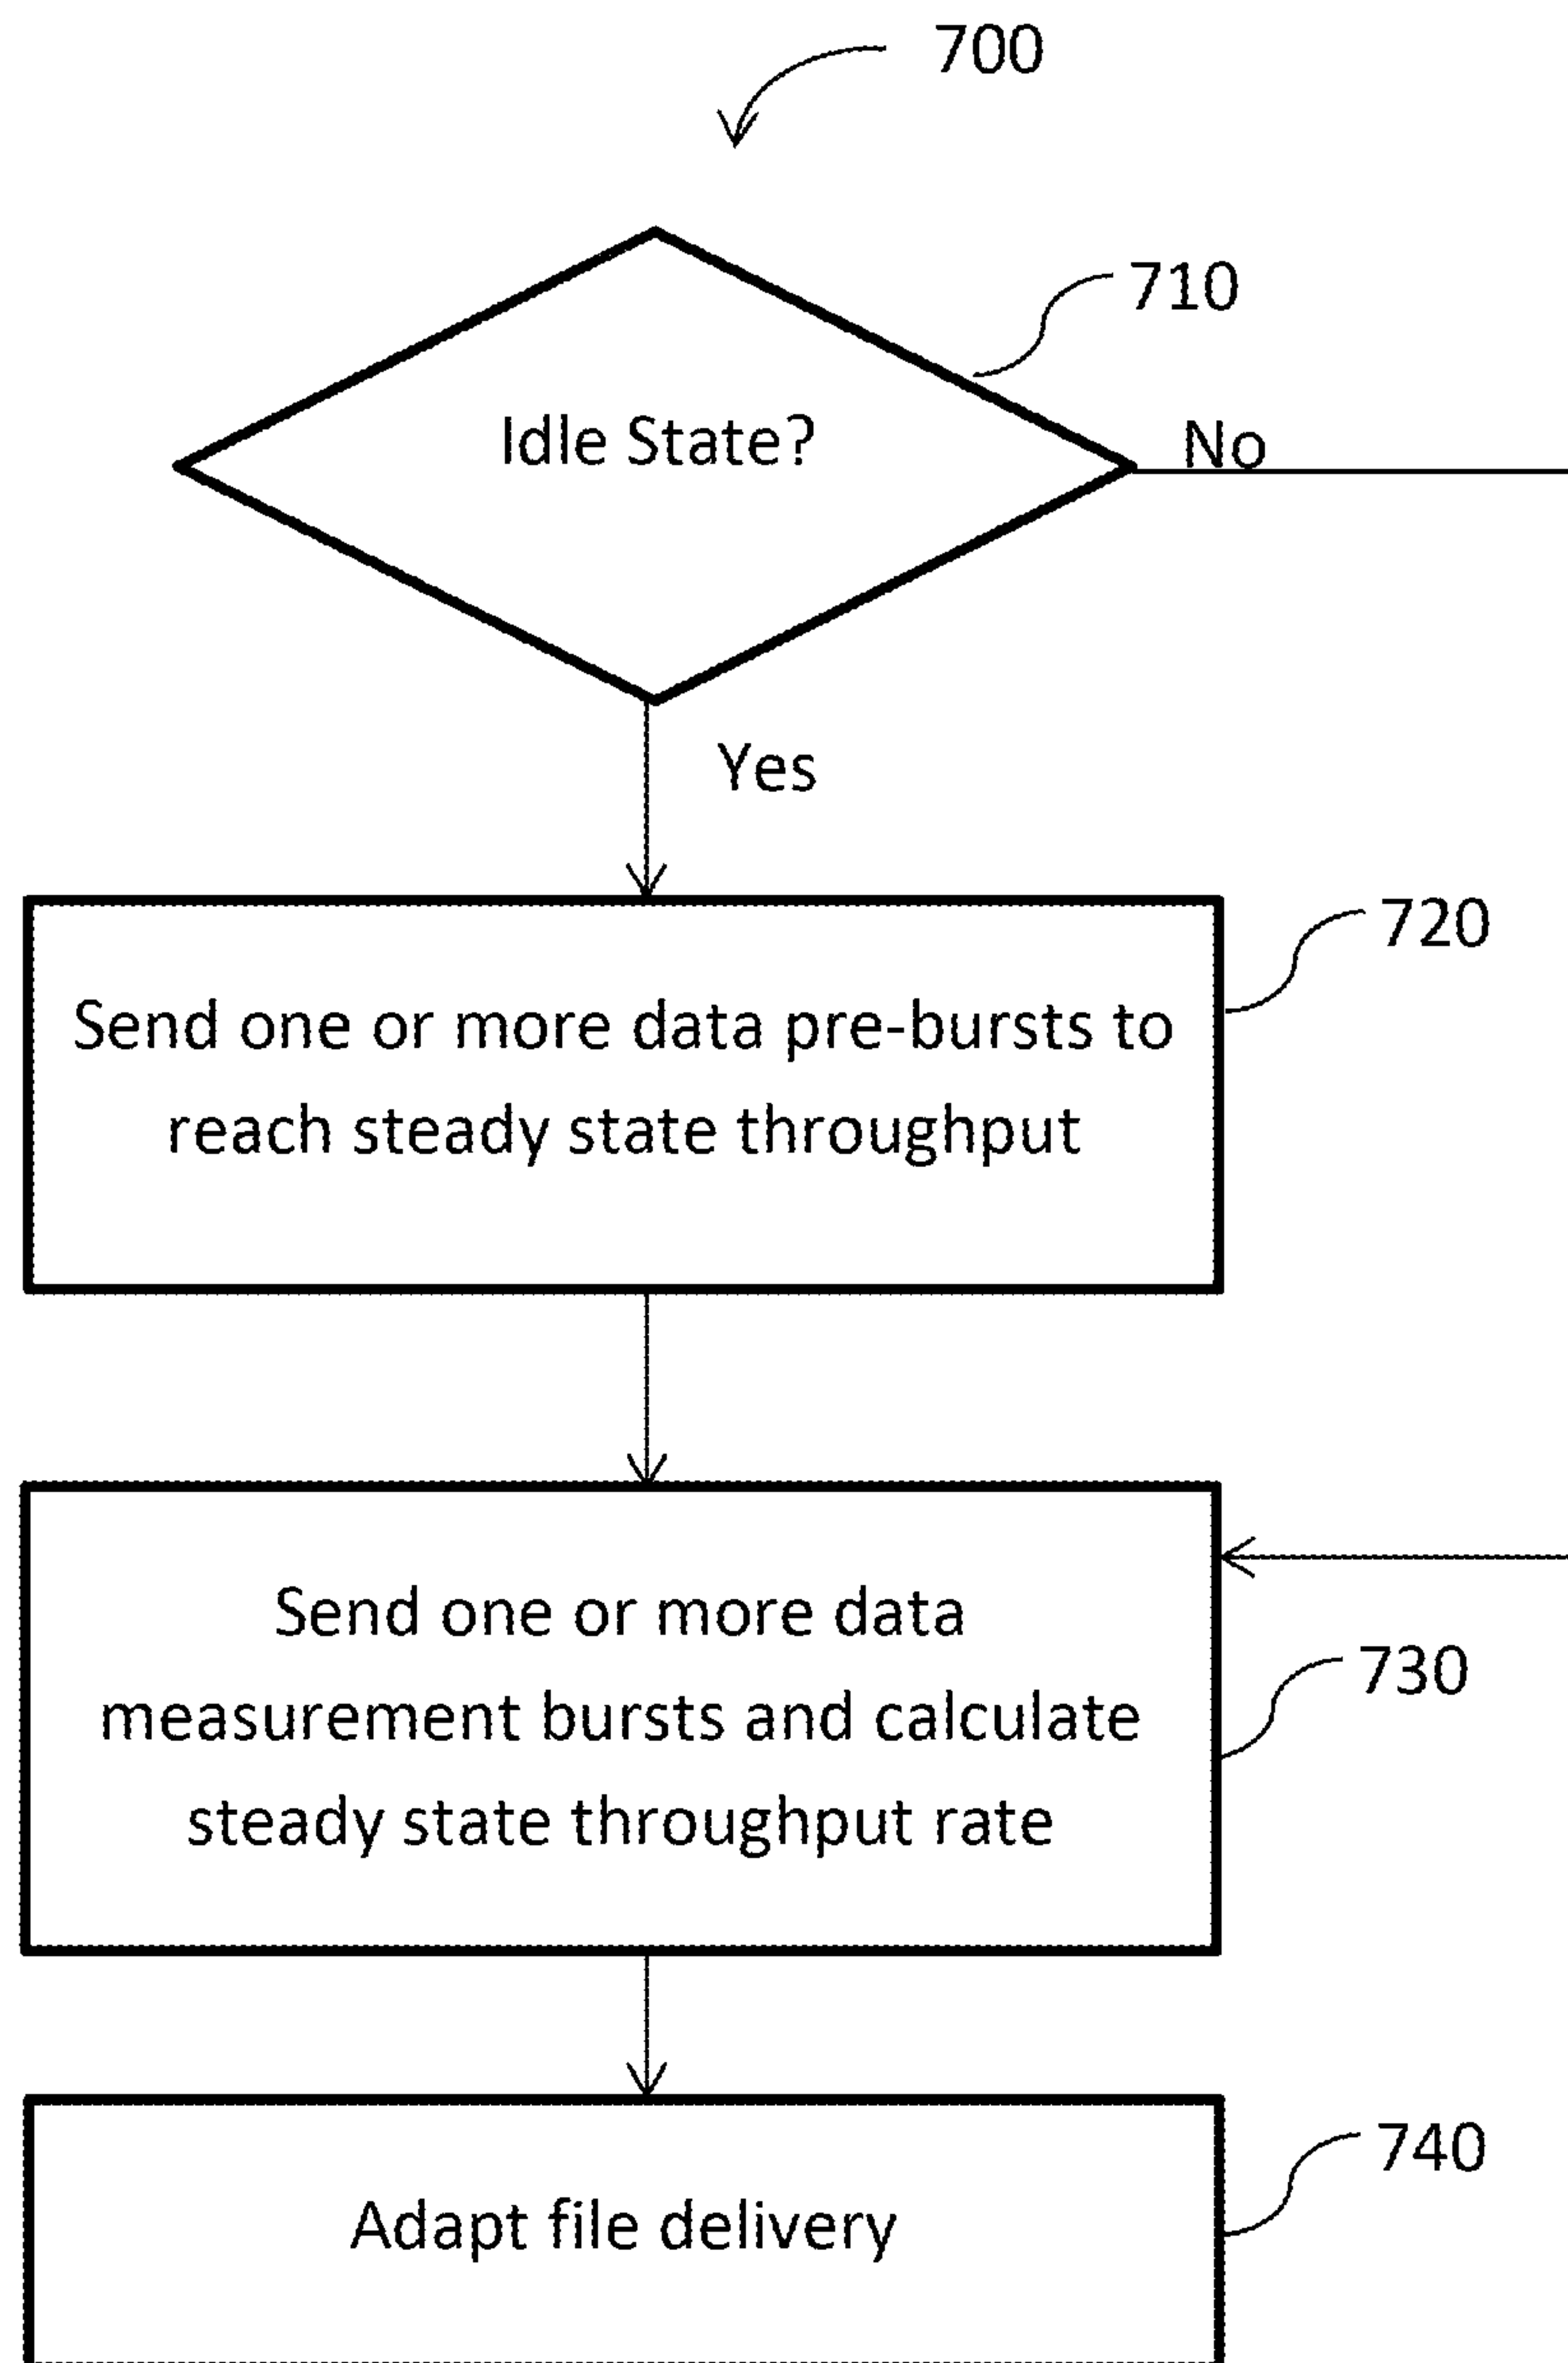 700
710
Idle State?
No
Yes
720
Send one or more data pre-bursts to
reach steady state throughput
Send one or more data
measurement bursts and calculate
steady state throughput rate
730
740
Adapt file delivery